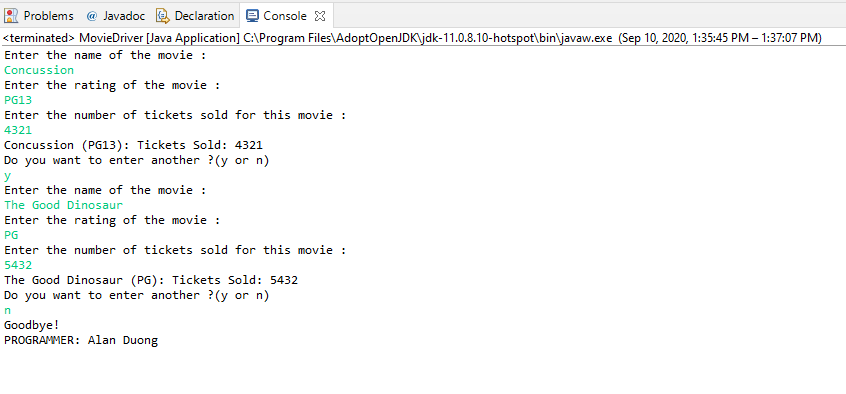 Problems @ Javadoc Declaration Console
<terminated> MovieDriver [Java Application] C:\Program Files\AdoptOpenJDK\jdk-11.0.8.10-hotspot\bin\javaw.exe (Sep 10, 2020, 1:35:45 PM – 1:37:07 PM)
Enter the name of the movie :
Concussion
Enter the rating of the movie :
PG13
Enter the number of tickets sold for this movie :
4321
Concussion (PG13): Tickets Sold: 4321
Do you want to enter another ?(y or n)
y
Enter the name of the movie :
The Good Dinosaur
Enter the rating of the movie :
PG
Enter the number of tickets sold for this movie :
5432
The Good Dinosaur (PG): Tickets Sold: 5432
Do you want to enter another ?(y or n)
n
Goodbye!
PROGRAMMER: Alan Duong